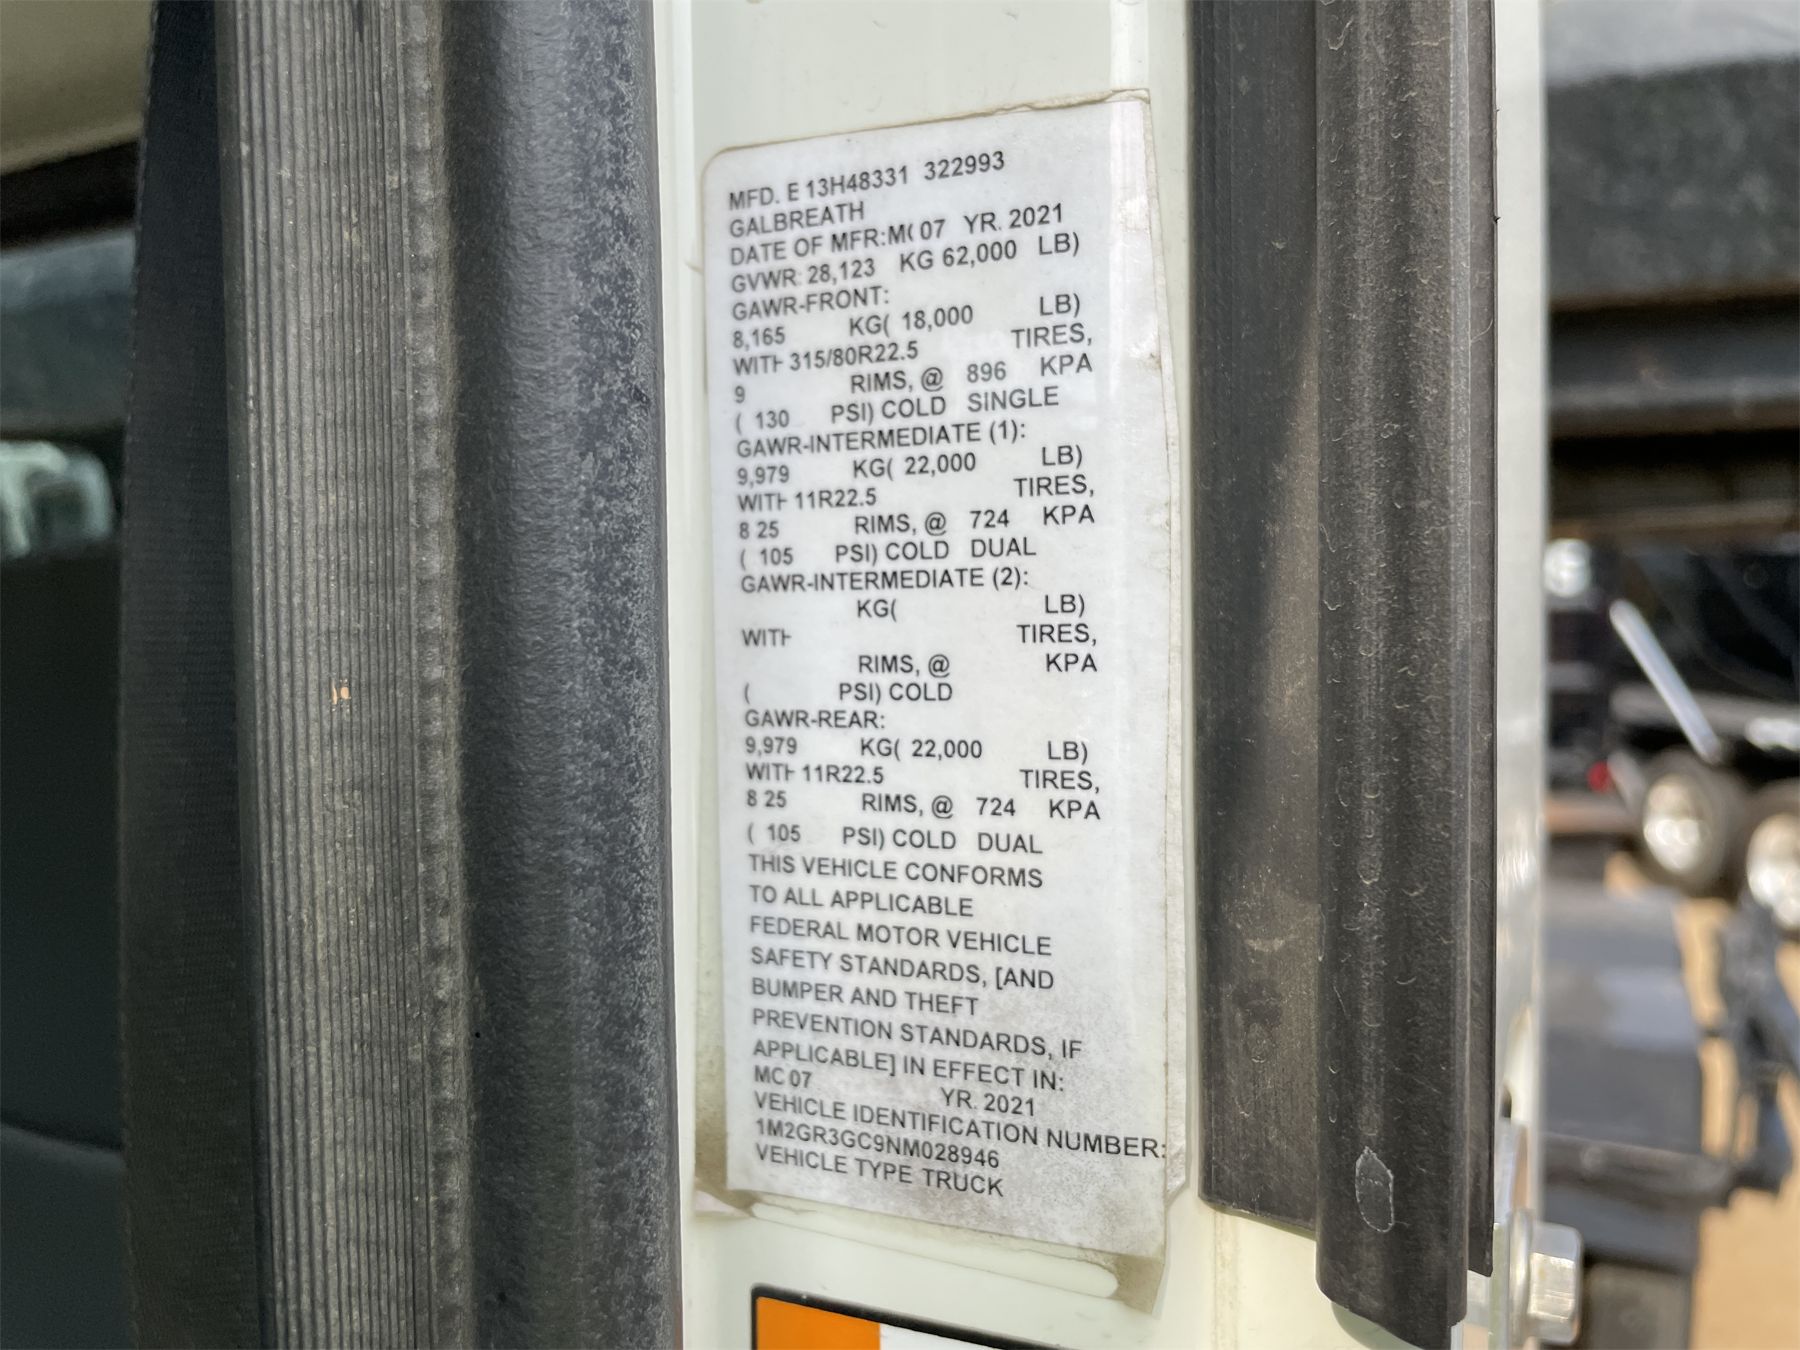 MFD. E 13H48331 322993
GALBREATH
DATE OF MFR:M( 07 YR. 2021
GVWR: 28,123 KG 62,000 LB)
GAWR-FRONT:
8,165 KG( 18,000 LB)
WITH 315/80R22.5 TIRES,
9 RIMS, @ 896 KPA
( 130 PSI) COLD SINGLE
GAWR-INTERMEDIATE (1):
9,979 KG( 22,000 LB)
WITH 11R22.5 TIRES,
8 25 RIMS, @ 724 KPA
( 105 PSI) COLD DUAL
GAWR-INTERMEDIATE (2):
KG( LB)
WITH TIRES,
RIMS, @ KPA
( PSI) COLD
GAWR-REAR:
9,979 KG( 22,000 LB)
WITH 11R22.5 TIRES,
8 25 RIMS, @ 724 KPA
( 105 PSI) COLD DUAL
THIS VEHICLE CONFORMS
TO ALL APPLICABLE
FEDERAL MOTOR VEHICLE
SAFETY STANDARDS, [AND
BUMPER AND THEFT
PREVENTION STANDARDS, IF
APPLICABLE] IN EFFECT IN:
MC 07 YR. 2021
VEHICLE IDENTIFICATION NUMBER:
1M2GR3GC9NM028946
VEHICLE TYPE TRUCK